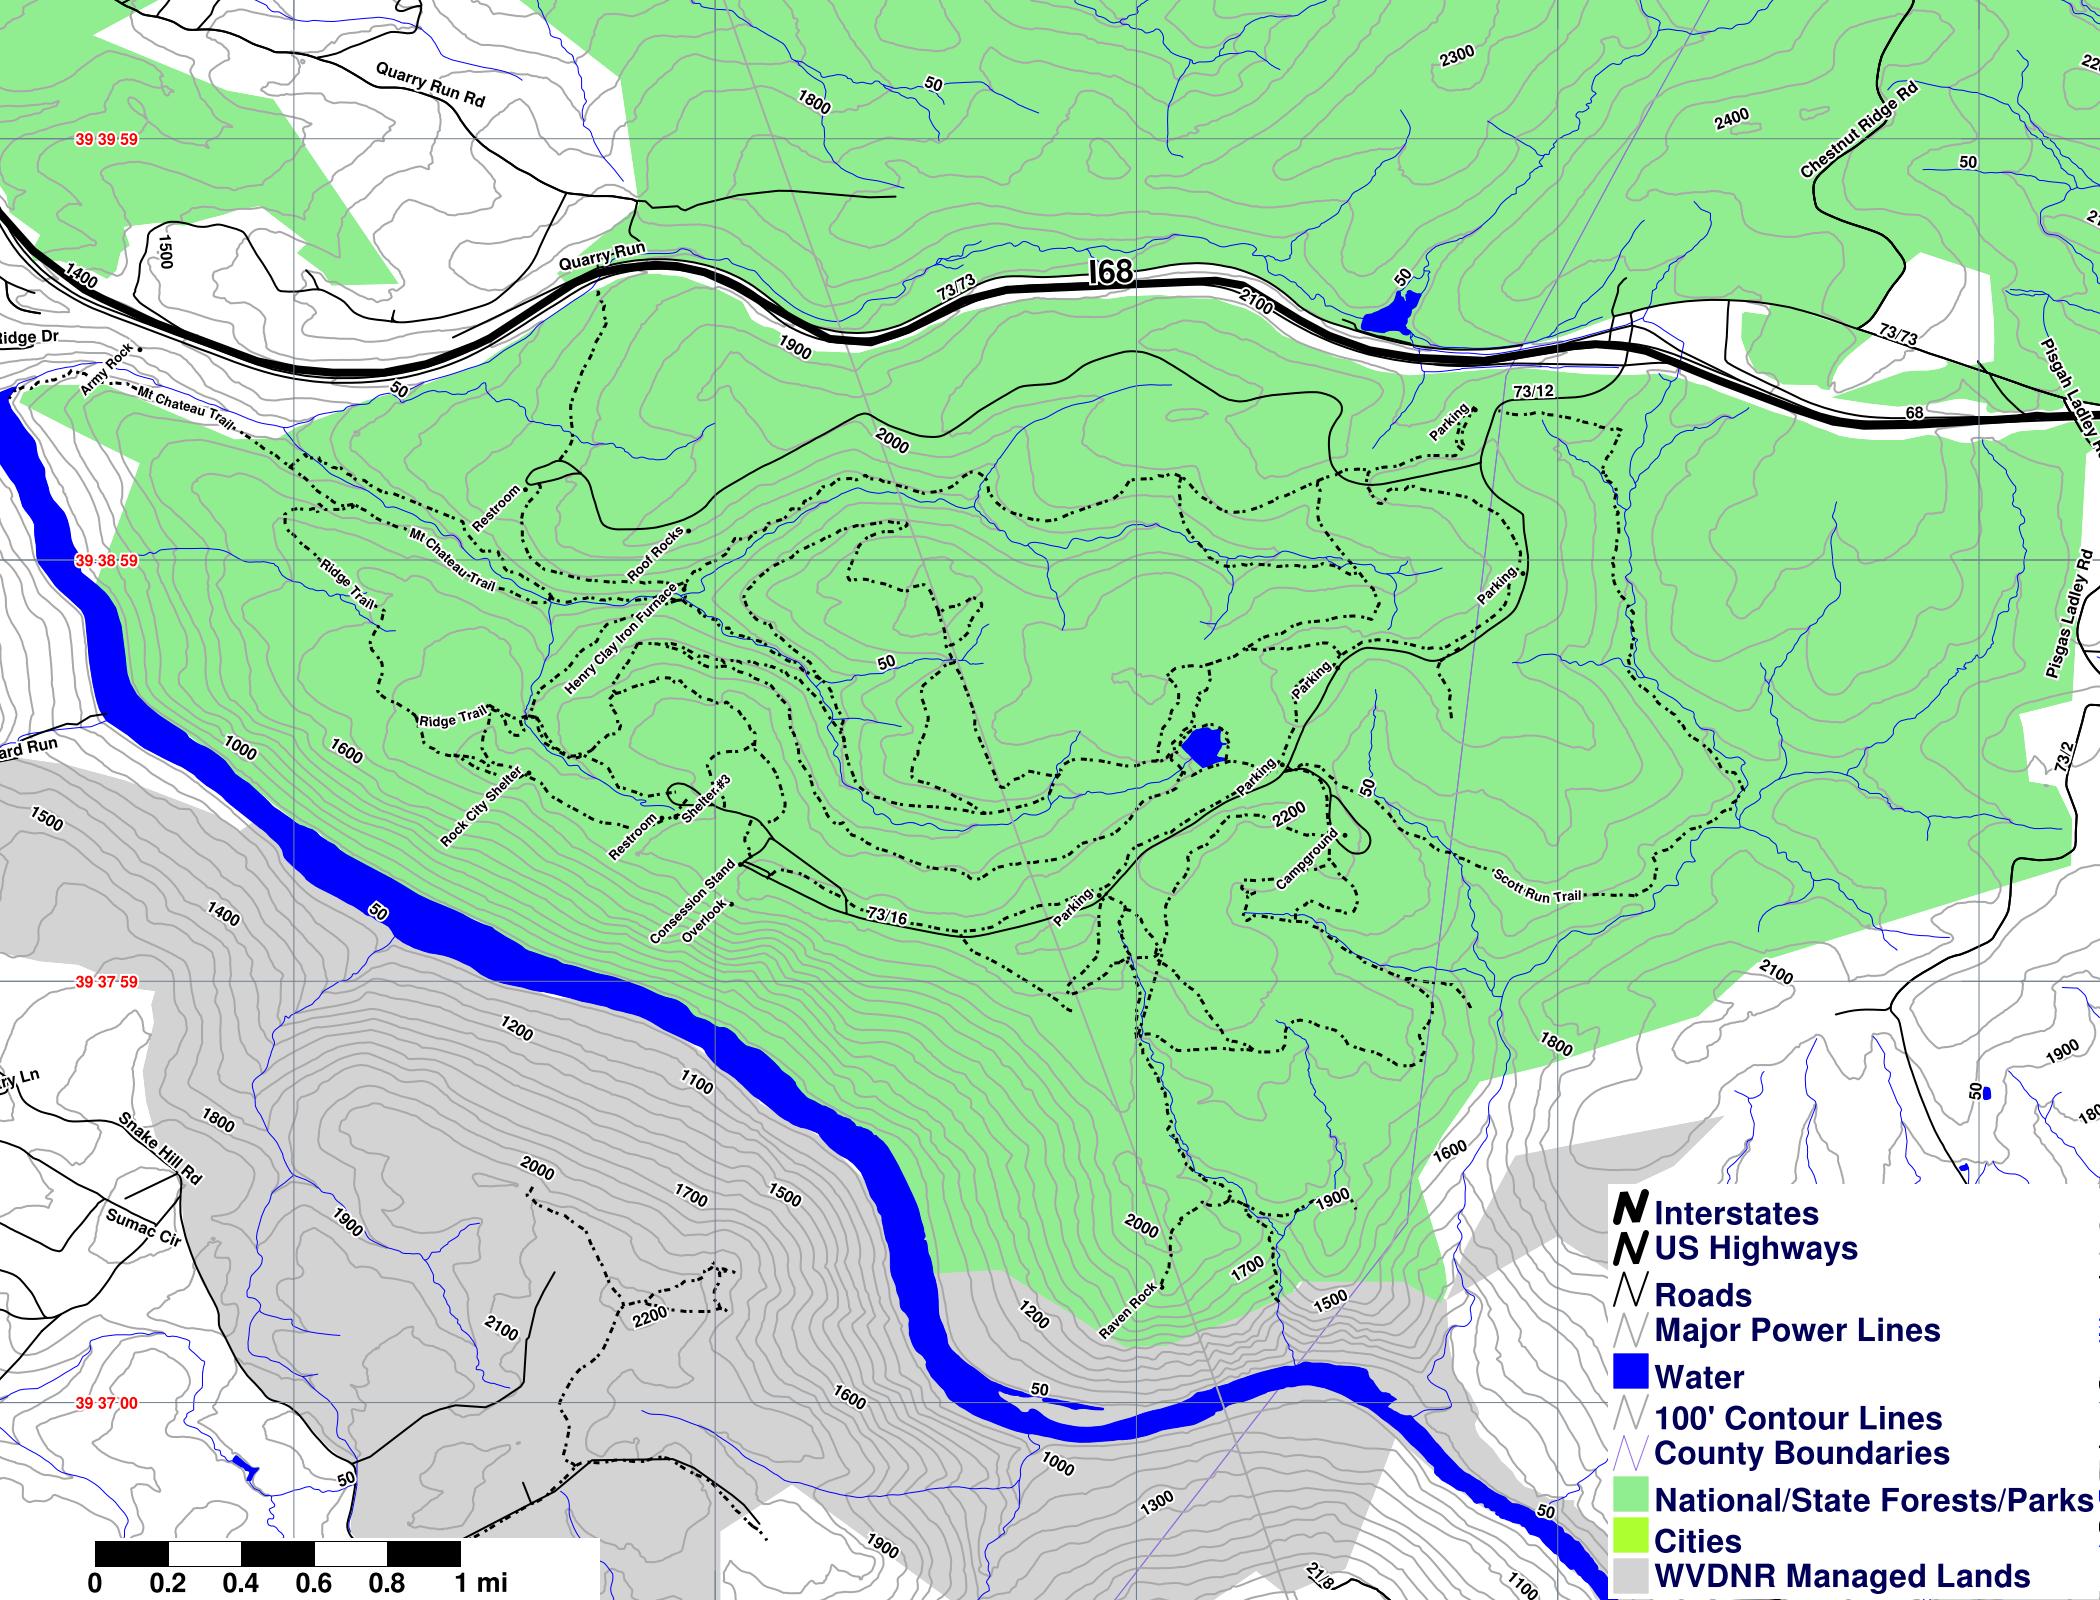 2300
50
Quarry Run Rd
1800
2400
Chestnut Ridge Rd
39 39 59
50
1500
Quarry Run
1400
I68
73/73
50
2100
Ridge Dr
Army Rock
1900
73/73
Pisgah Ladley R
Mt Chateau Trail
50
73/12
68
Parking
2000
Restroom
Mt Chateau Trail
Roof Rocks
39 38 59
Ridge Trail
Henry Clay Iron Furnace
Parking
Pisgas Ladley Rd
50
Parking
Ridge Trail
ard Run
1000
1600
73/2
Parking
50
Rock City Shelter
Shelter #3
1500
Restroom
2200
Campground
Scott Run Trail
Consession Stand
Overlook
73/16
Parking
1400
50
39 37 59
2100
1200
1800
1900
ry Ln
1100
50
Snake Hill Rd
1800
1600
2000
1700
1500
1900
Sumac Cir
1900
2000
1700
Raven Rock
1500
2100
2200
1200
39 37 00
1600
50
1000
50
1300
50
1900
21/8
1100
Interstates
US Highways
Roads
Major Power Lines
Water
100' Contour Lines
County Boundaries
National/State Forests/Parks
Cities
WVDNR Managed Lands
0 0.2 0.4 0.6 0.8 1 mi